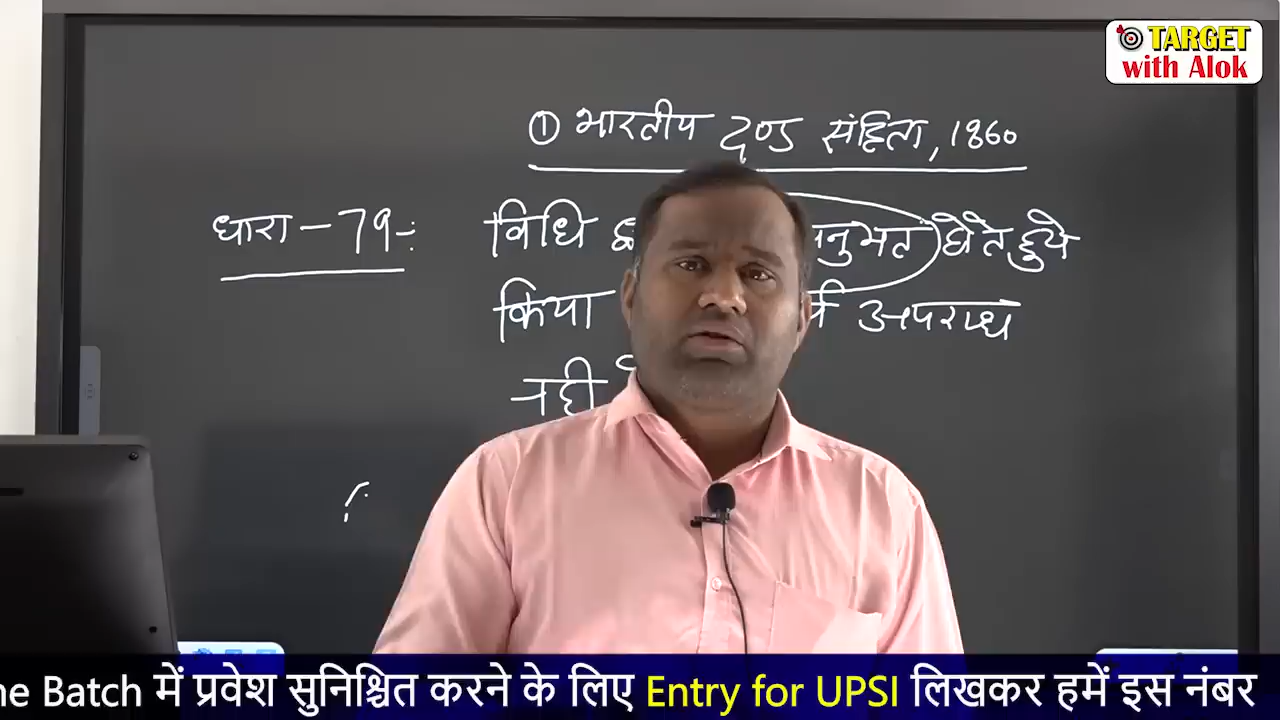 TARGET
with Alok
① भारतीय दण्ड संहिता, 1860
धारा - 79 -: विधि होते हुये
किया अपराध
नही
ne Batch में प्रवेश सुनिश्चित करने के लिए Entry for UPSI लिखकर हमें इस नंबर